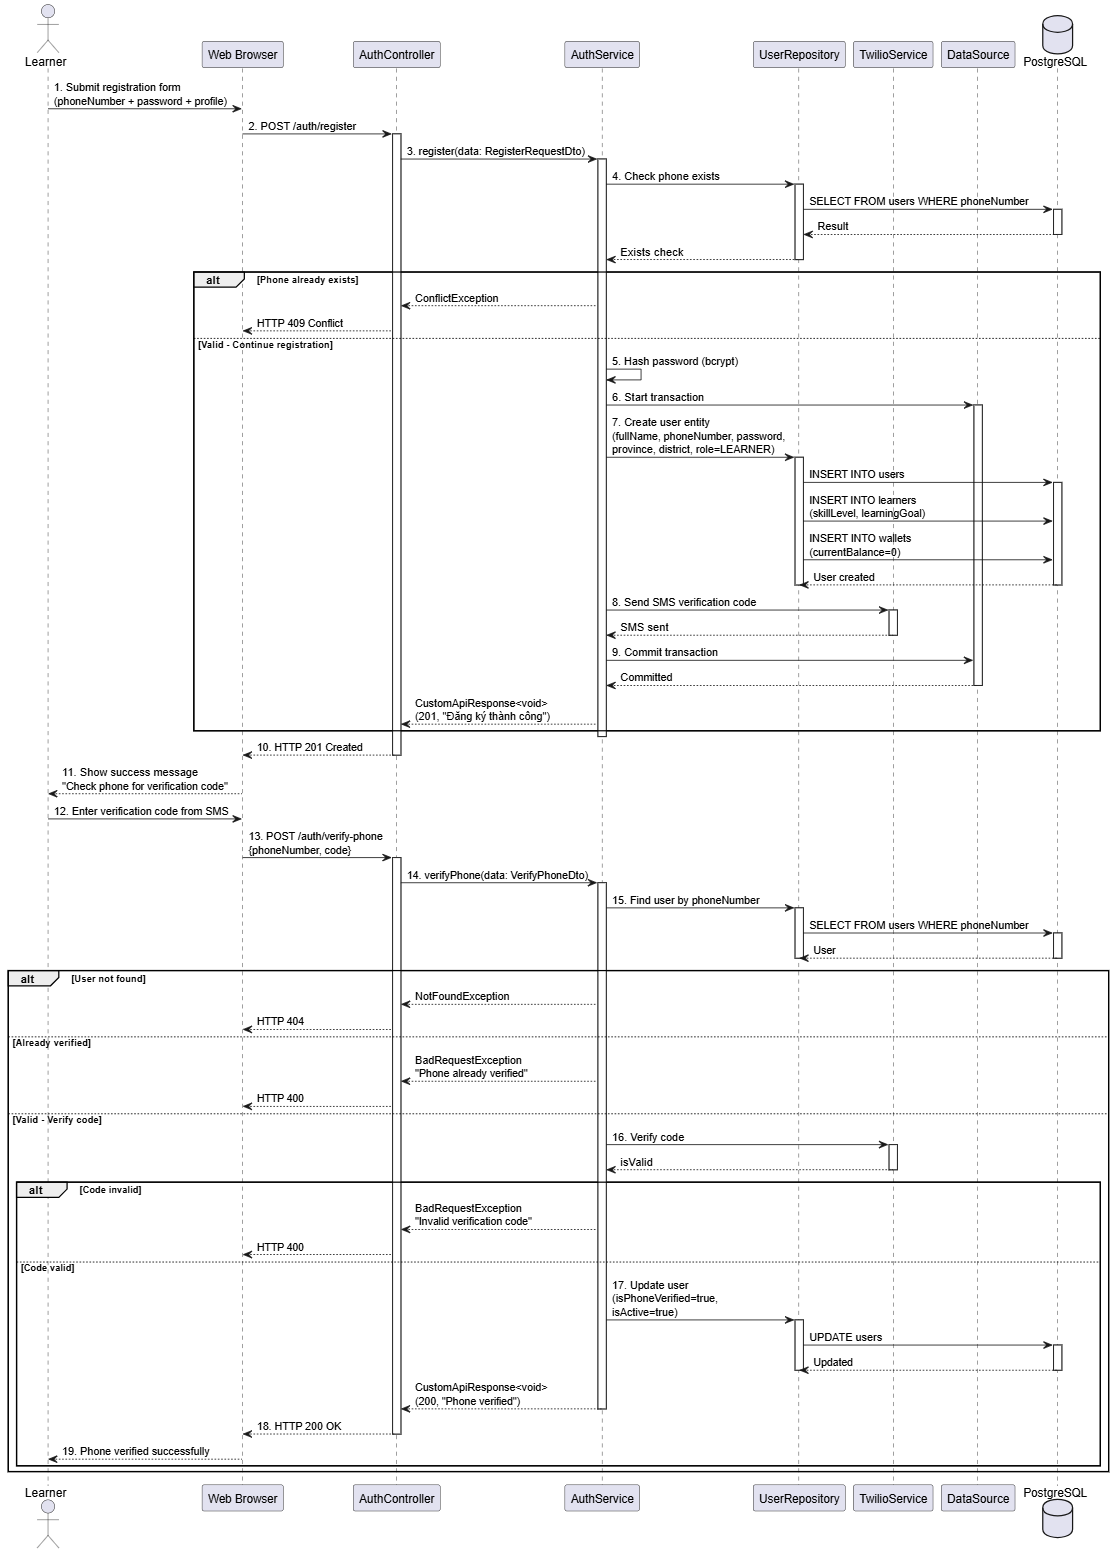 Learner
Web Browser
AuthController
AuthService
UserRepository
TwilioService
DataSource
PostgreSQL
1. Submit registration form
(phoneNumber + password + profile)
2. POST /auth/register
3. register(data: RegisterRequestDto)
4. Check phone exists
SELECT FROM users WHERE phoneNumber
Result
Exists check
alt
[Phone already exists]
ConflictException
HTTP 409 Conflict
[Valid - Continue registration]
5. Hash password (bcrypt)
6. Start transaction
7. Create user entity
(fullName, phoneNumber, password,
province, district, role=LEARNER)
INSERT INTO users
INSERT INTO learners
(skillLevel, learningGoal)
INSERT INTO wallets
(currentBalance=0)
User created
8. Send SMS verification code
SMS sent
9. Commit transaction
Committed
CustomApiResponse<void>
(201, "Đăng ký thành công")
10. HTTP 201 Created
11. Show success message
"Check phone for verification code"
12. Enter verification code from SMS
13. POST /auth/verify-phone
{phoneNumber, code}
14. verifyPhone(data: VerifyPhoneDto)
15. Find user by phoneNumber
SELECT FROM users WHERE phoneNumber
User
alt
[User not found]
NotFoundException
HTTP 404
[Already verified]
BadRequestException
"Phone already verified"
HTTP 400
[Valid - Verify code]
16. Verify code
isValid
alt
[Code invalid]
BadRequestException
"Invalid verification code"
HTTP 400
[Code valid]
17. Update user
(isPhoneVerified=true,
isActive=true)
UPDATE users
Updated
CustomApiResponse<void>
(200, "Phone verified")
18. HTTP 200 OK
19. Phone verified successfully
Learner
Web Browser
AuthController
AuthService
UserRepository
TwilioService
DataSource
PostgreSQL